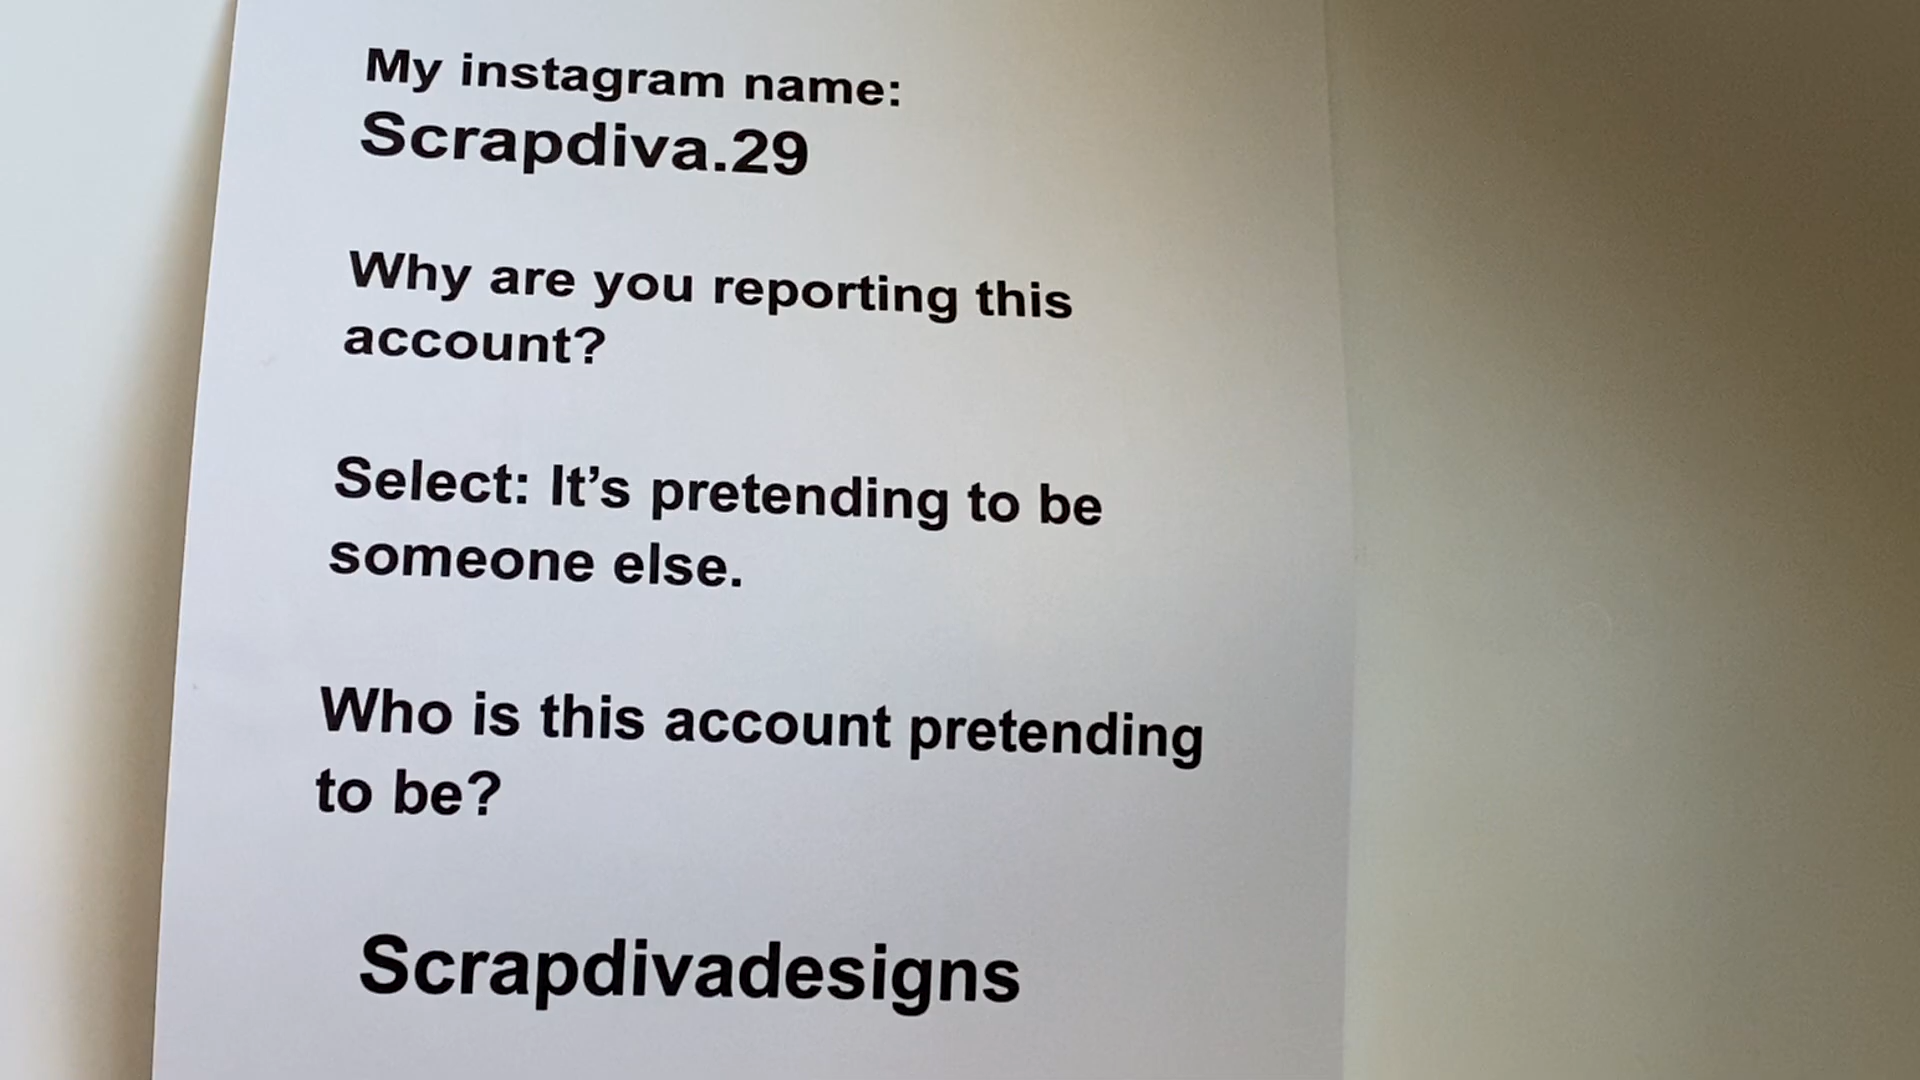 My instagram name:
Scrapdiva.29
Why are you reporting this
account?
Select: It’s pretending to be
someone else.
Who is this account pretending
to be?
Scrapdivadesigns